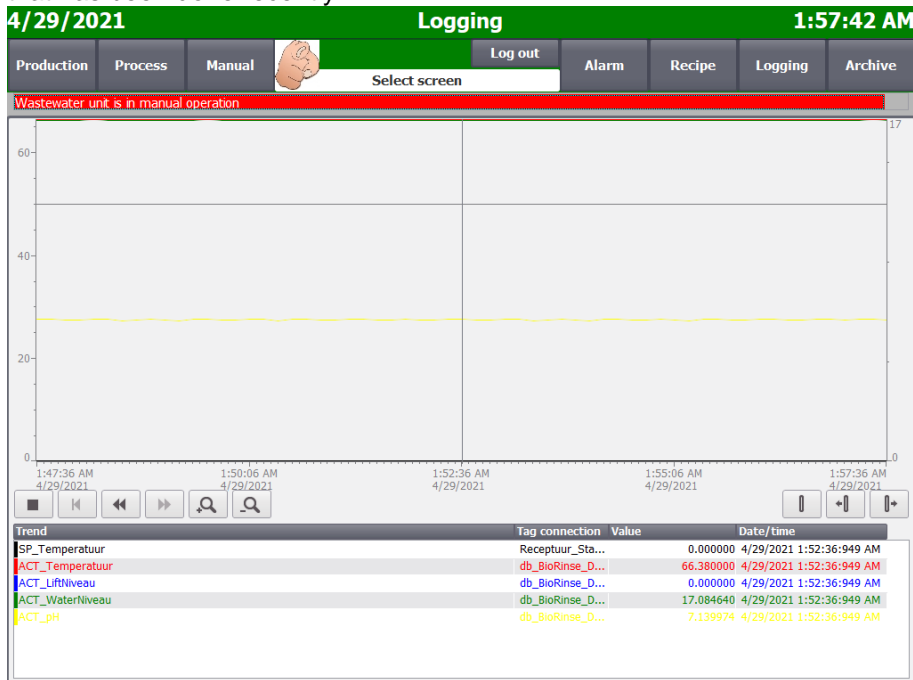 4/29/2021 Logging 1:57:42 AM
Production Process Manual Log out Alarm Recipe Logging Archive
Select screen
Wastewater unit is in manual operation
17
60
40
20
0 0
1:47:36 AM 1:50:06 AM 1:52:36 AM 1:55:06 AM 1:57:36 AM
4/29/2021 4/29/2021 4/29/2021 4/29/2021 4/29/2021
Trend Tag connection Value Date/time
SP_Temperatuur Receptuur_Sta... 0.000000 4/29/2021 1:52:36:949 AM
ACT_Temperatuur db_BioRinse_D... 66.380000 4/29/2021 1:52:36:949 AM
ACT_LiftNiveau db_BioRinse_D... 0.000000 4/29/2021 1:52:36:949 AM
ACT_WaterNiveau db_BioRinse_D... 17.084640 4/29/2021 1:52:36:949 AM
ACT_pH db_BioRinse_D... 7.139974 4/29/2021 1:52:36:949 AM